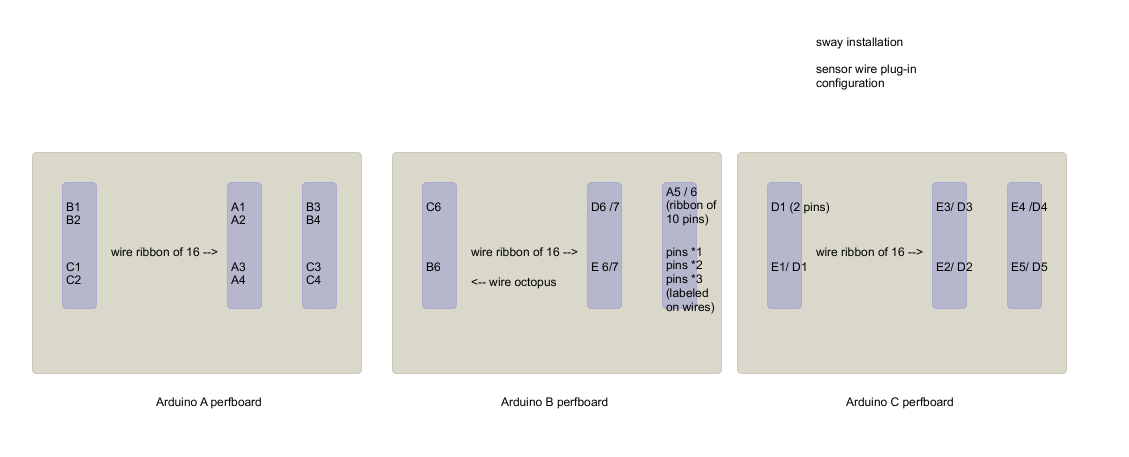 sway installation
sensor wire plug-in
configuration
B1
B2
C1
C2
wire ribbon of 16 -->
A1
A2
A3
A4
B3
B4
C3
C4
Arduino A perfboard
C6
B6
wire ribbon of 16 -->
<-- wire octopus
D6 /7
E 6/7
A5 / 6
(ribbon of
10 pins)
pins *1
pins *2
pins *3
(labeled
on wires)
Arduino B perfboard
D1 (2 pins)
E1/ D1
wire ribbon of 16 -->
E3/ D3
E2/ D2
E4 /D4
E5/ D5
Arduino C perfboard